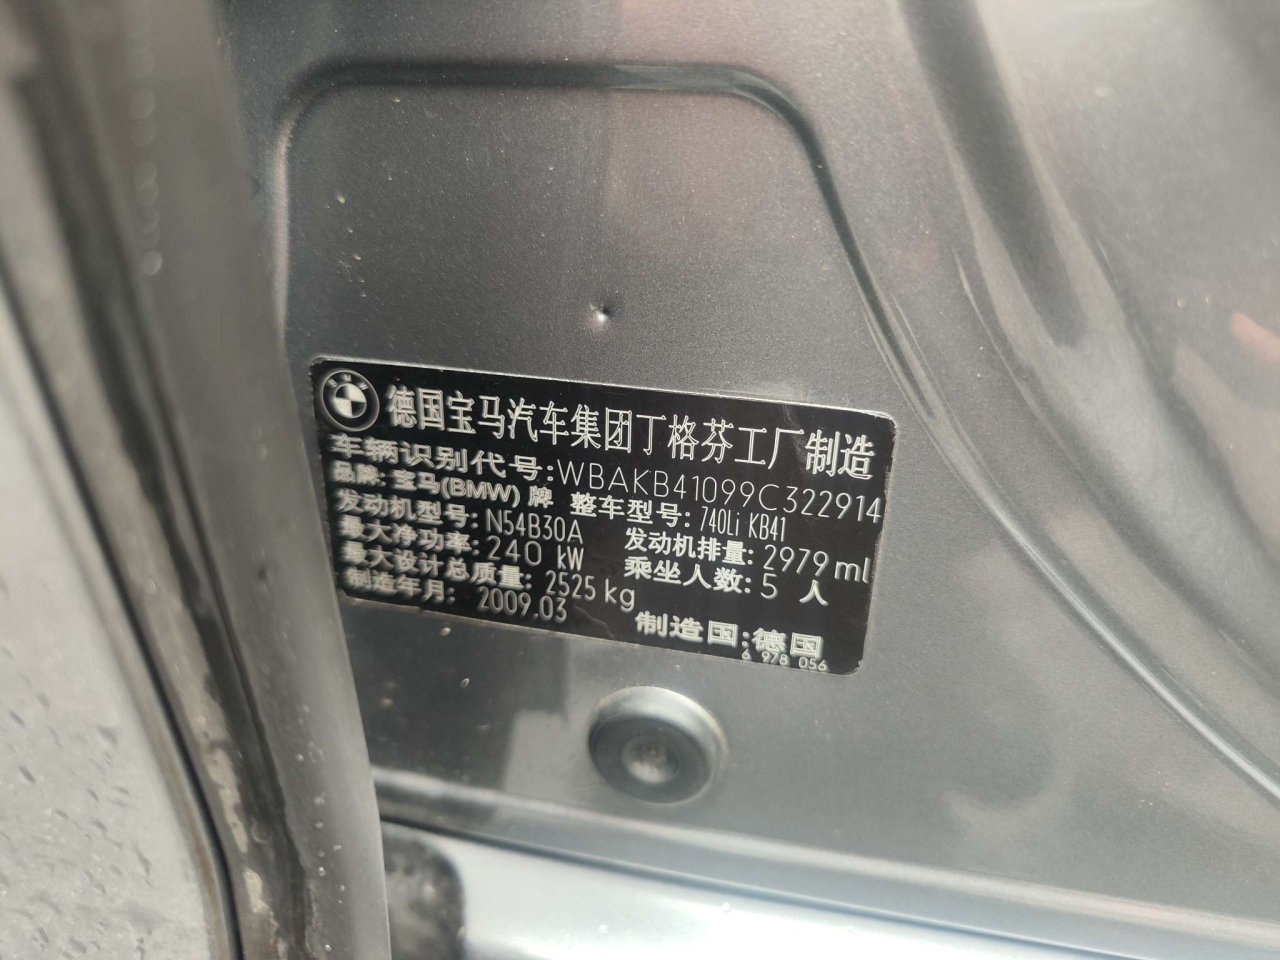 BMW
德国宝马汽车集团丁格芬工厂制造
车辆识别代号:WBAKB41099C322914
品牌: 宝马(BMW) 牌 整车型号: 740Li KB41
发动机型号: N54B30A 发动机排量: 2979 ml
最大净功率: 240 kW 乘坐人数: 5 人
最大设计总质量: 2525 kg
制造年月: 2009.03 制造国:德国
6 978 056